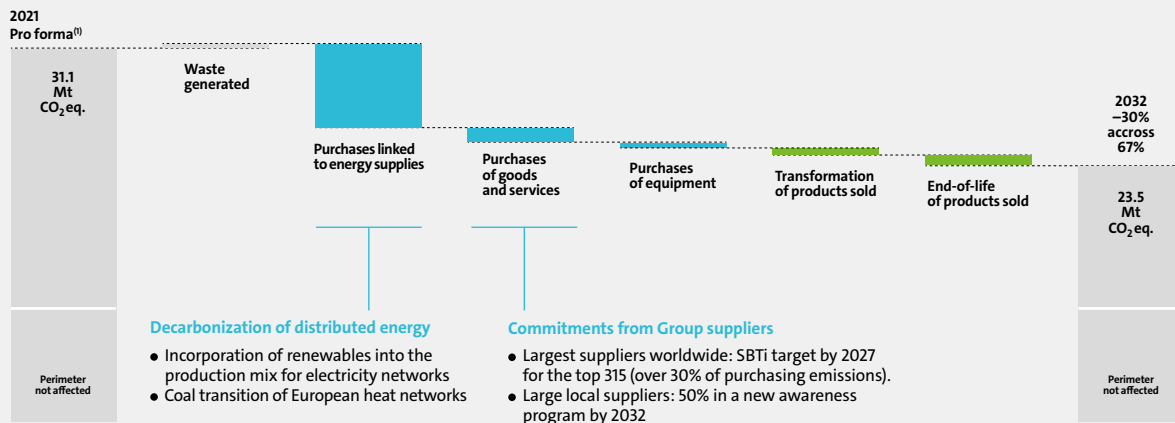 2021
Pro forma(1)
31.1
Mt
CO2 eq.
Waste
generated
Purchases linked
to energy supplies
Purchases
of goods
and services
Purchases
of equipment
Transformation
of products sold
End-of-life
of products sold
2032
–30%
accross
67%
23.5
Mt
CO2 eq.
Perimeter
not affected
Decarbonization of distributed energy
● Incorporation of renewables into the
production mix for electricity networks
● Coal transition of European heat networks
Commitments from Group suppliers
● Largest suppliers worldwide: SBTi target by 2027
for the top 315 (over 30% of purchasing emissions).
● Large local suppliers: 50% in a new awareness
program by 2032
Perimeter
not affected